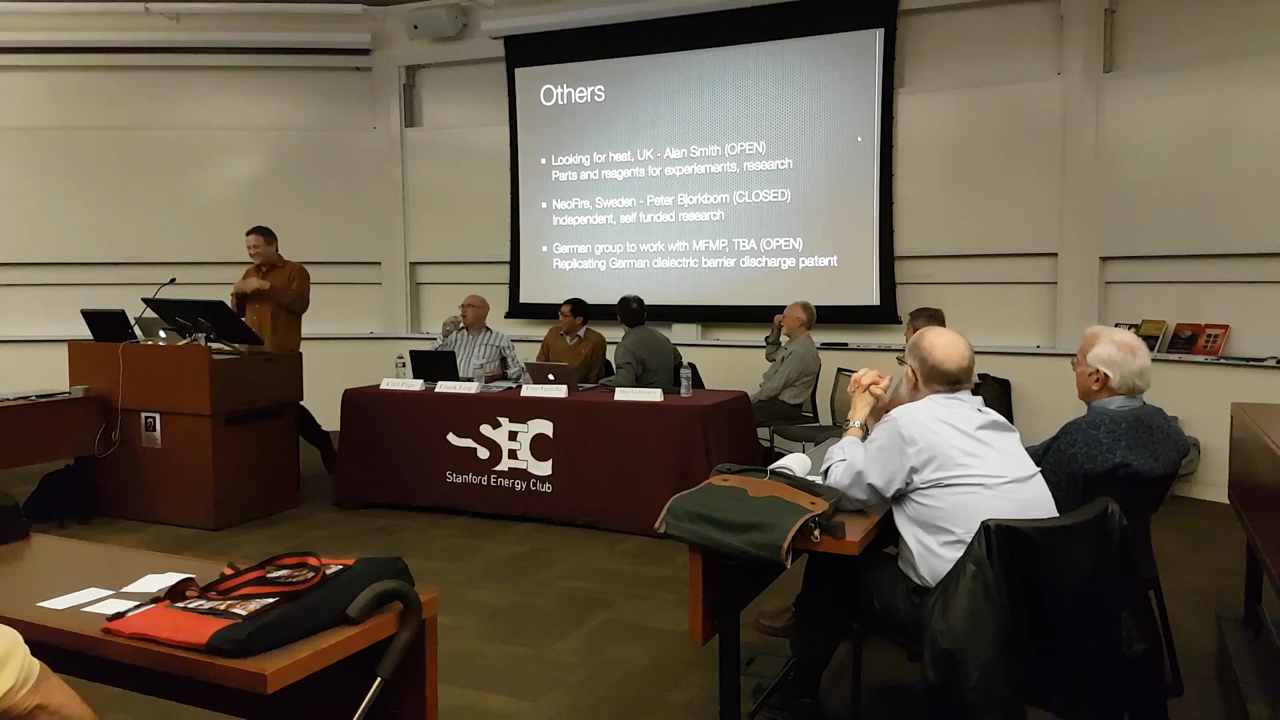 Others
Looking for heat, UK - Alan Smith (OPEN)
Parts and reagents for experiements, research
NeoFire, Sweden - Peter Bjorkbom (CLOSED)
Independent, self funded research
German group to work with MFMP, TBA (OPEN)
Replicating German dielectric barrier discharge patent
SEC
Stanford Energy Club